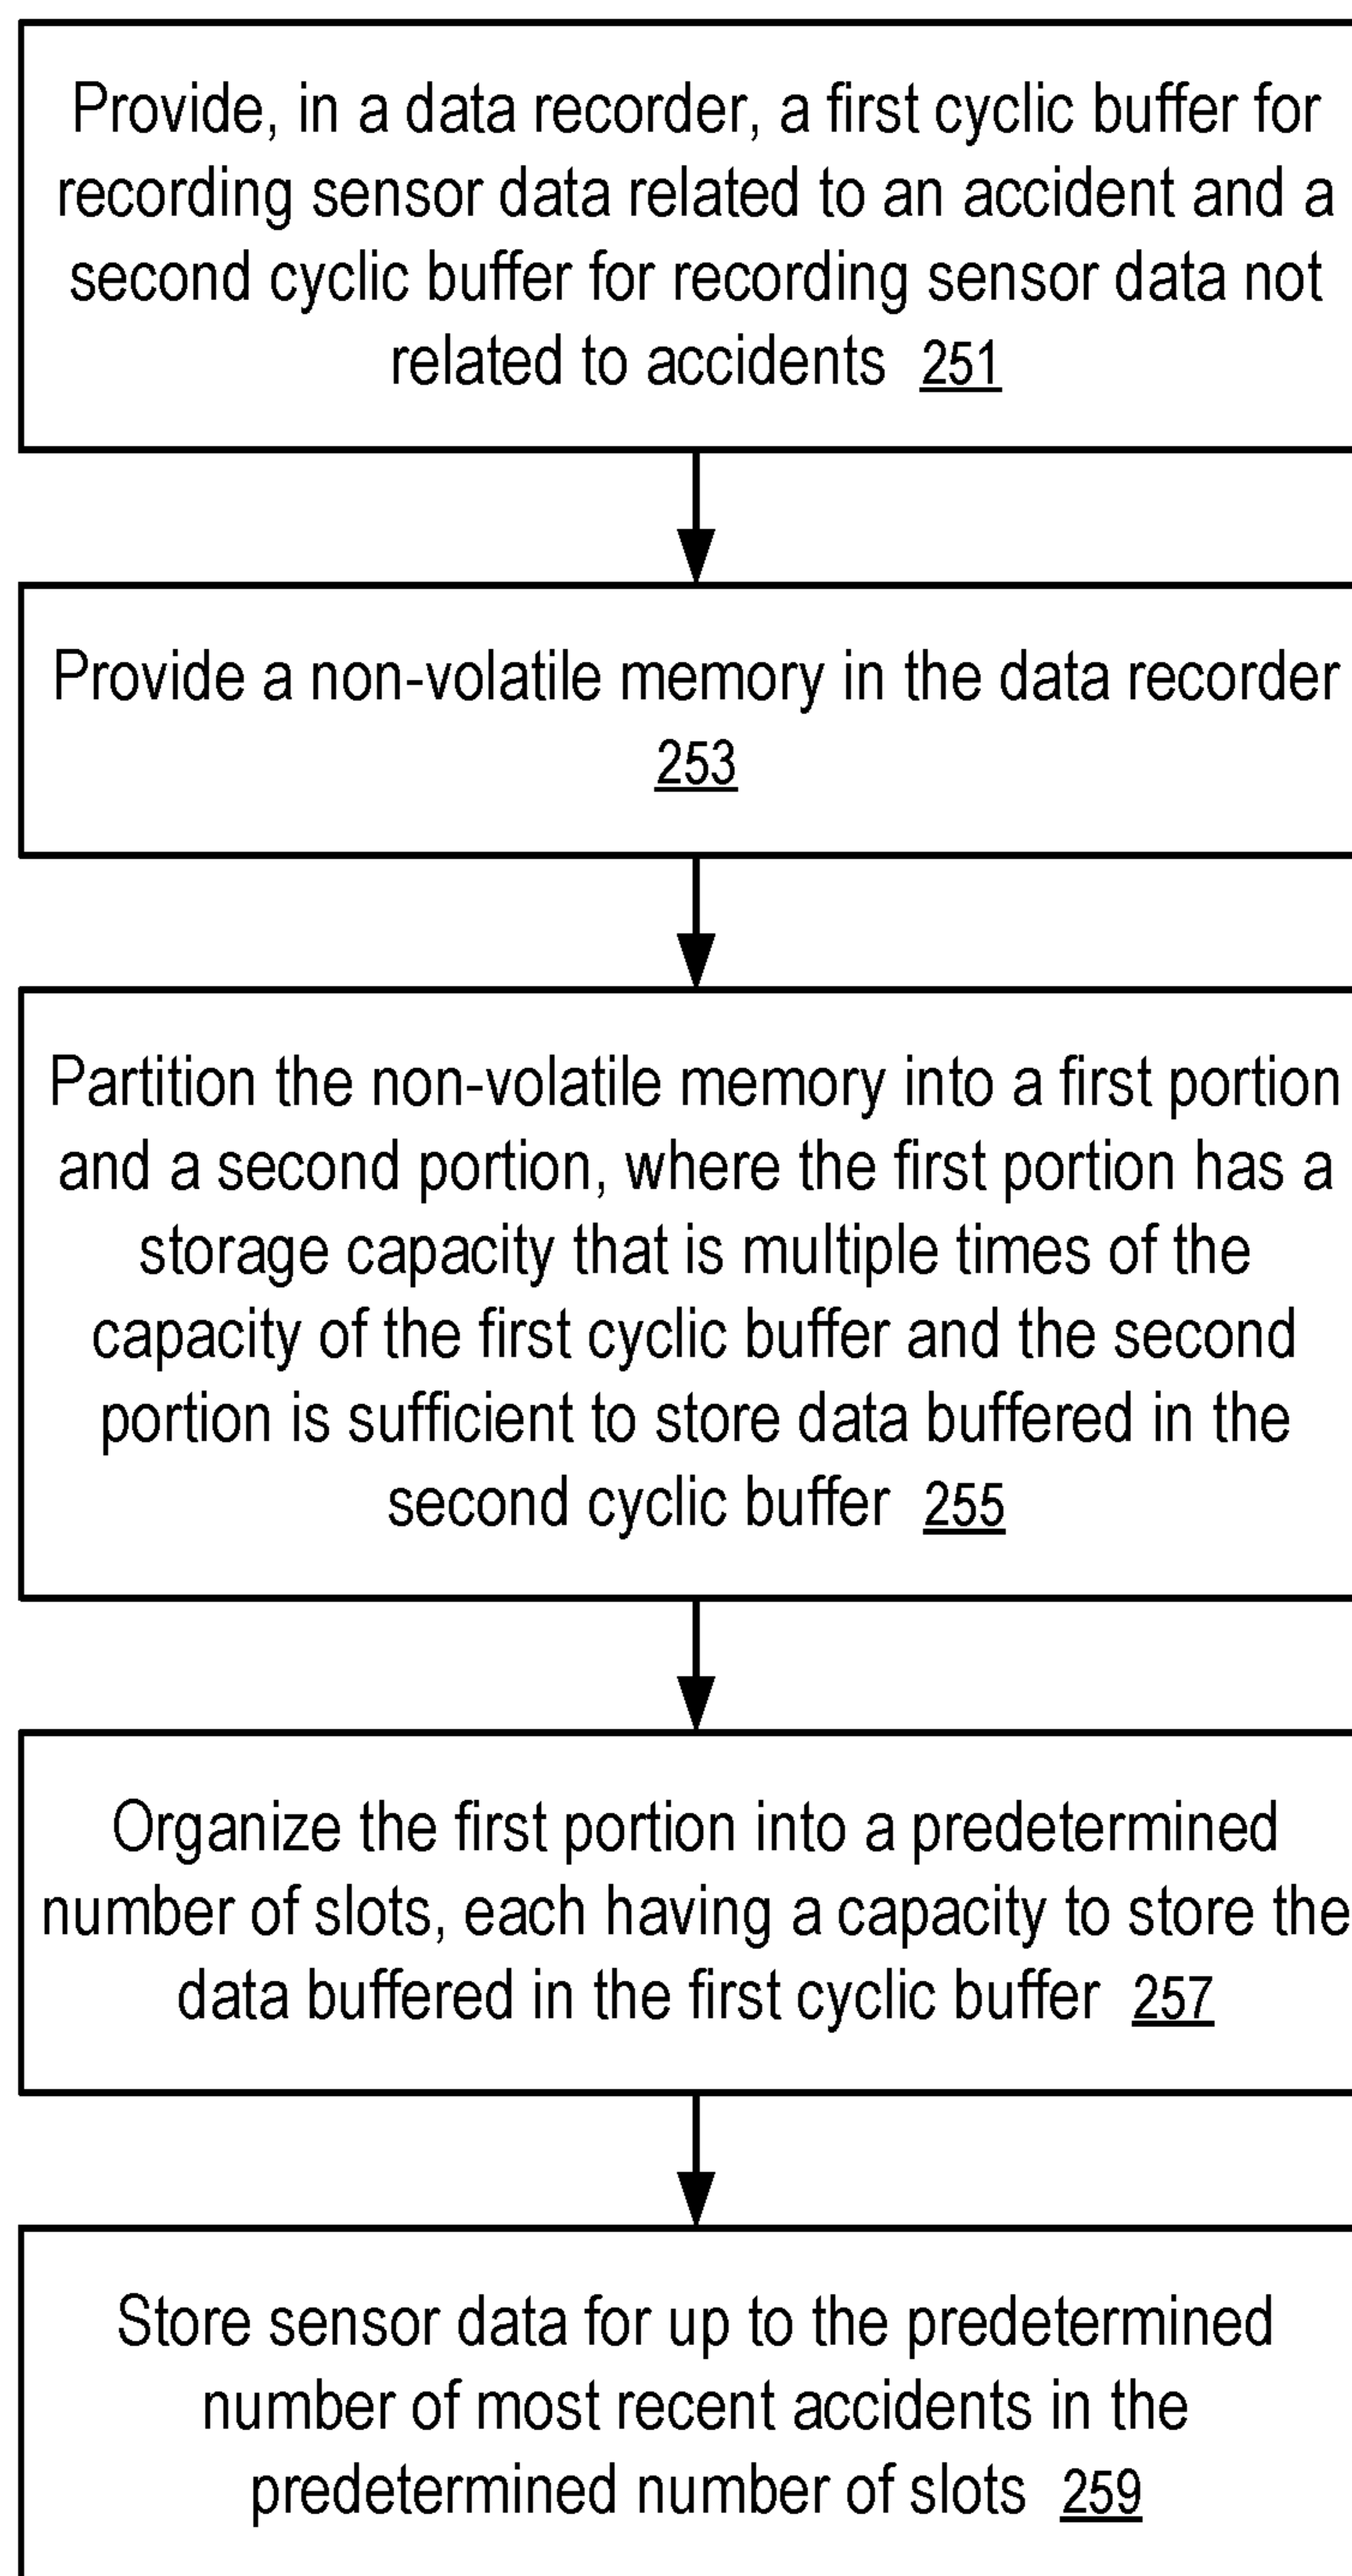 Provide, in a data recorder, a first cyclic buffer for
recording sensor data related to an accident and a
second cyclic buffer for recording sensor data not
related to accidents 251
Provide a non-volatile memory in the data recorder
253
Partition the non-volatile memory into a first portion
and a second portion, where the first portion has a
storage capacity that is multiple times of the
capacity of the first cyclic buffer and the second
portion is sufficient to store data buffered in the
second cyclic buffer 255
Organize the first portion into a predetermined
number of slots, each having a capacity to store the
data buffered in the first cyclic buffer 257
Store sensor data for up to the predetermined
number of most recent accidents in the
predetermined number of slots 259